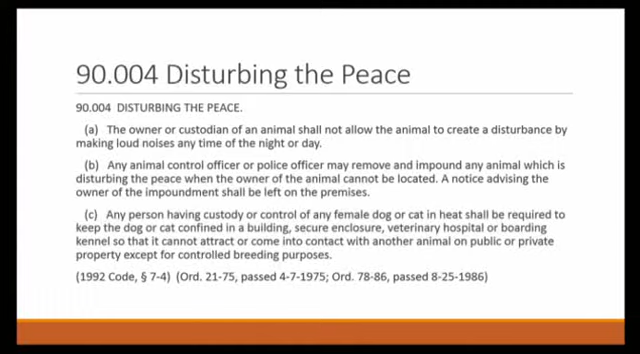 90.004 Disturbing the Peace
90.004  DISTURBING THE PEACE.
(a)  The owner or custodian of an animal shall not allow the animal to create a disturbance by
making loud noises any time of the night or day.
(b)  Any animal control officer or police officer may remove and impound any animal which is
disturbing the peace when the owner of the animal cannot be located. A notice advising the
owner of the impoundment shall be left on the premises.
(c)  Any person having custody or control of any female dog or cat in heat shall be required to
keep the dog or cat confined in a building, secure enclosure, veterinary hospital or boarding
kennel so that it cannot attract or come into contact with another animal on public or private
property except for controlled breeding purposes.
(1992 Code, § 7-4)  (Ord. 21-75, passed 4-7-1975; Ord. 78-86, passed 8-25-1986)